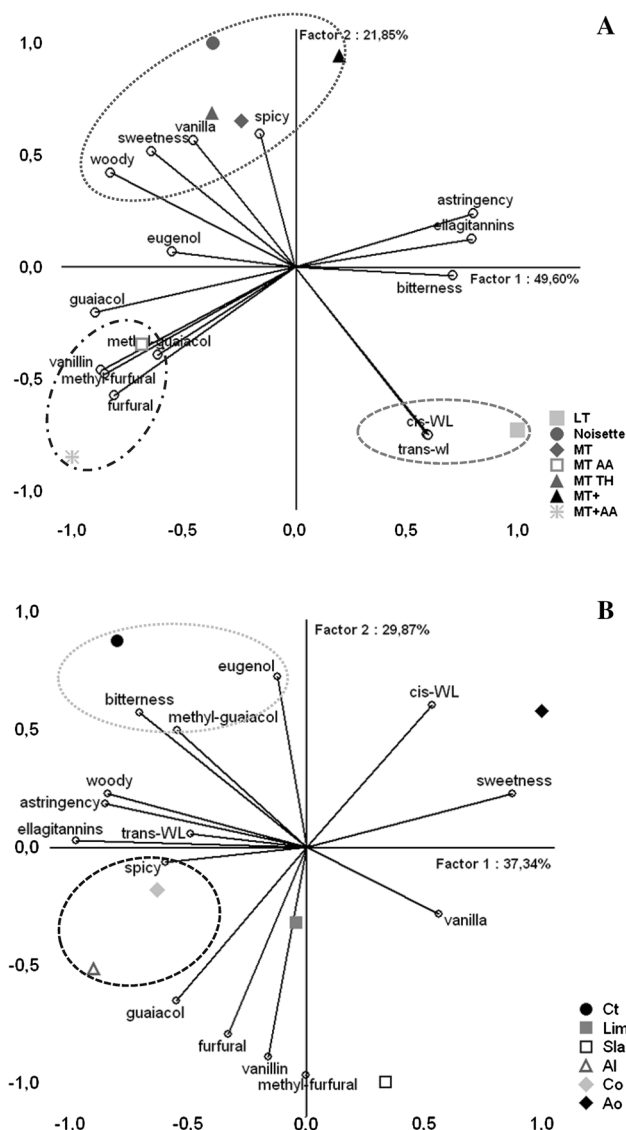 A
1,0
Factor 2 : 21,85%
spicy
vanilla
sweetness
0,5
woody
astringency
ellagitannins
eugenol
0,0
Factor 1 : 49,60%
bitterness
guaiacol
methyl-guaiacol
vanillin
methyl-furfural
-0,5
furfural
cis-WL
trans-wl
LT
Noisette
MT
MT AA
MT TH
MT+
MT+AA
-1,0
-1,0 -0,5 0,0 0,5 1,0
B
1,0
Factor 2 : 29,87%
eugenol
cis-WL
bitterness
methyl-guaiacol
0,5
woody
sweetness
astringency
ellagitannins
trans-WL
0,0
Factor 1 : 37,34%
spicy
vanilla
-0,5
guaiacol
furfural
vanillin
methyl-furfural
-1,0
Ct
Lim
Sla
Al
Co
Ao
-1,0 -0,5 0,0 0,5 1,0